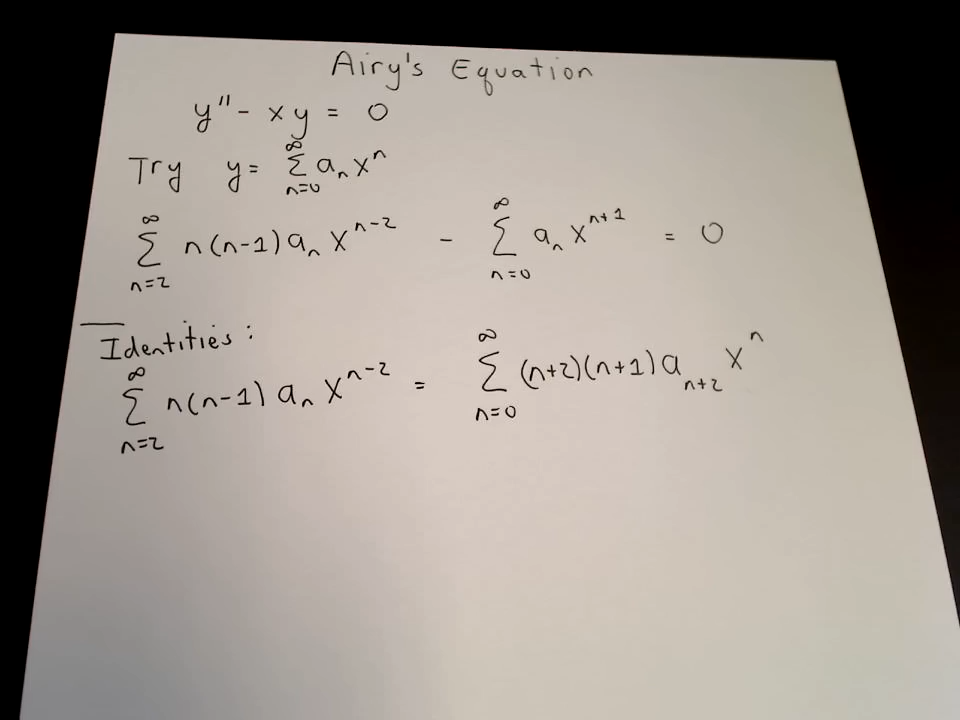 Airy's Equation
y'' - xy = 0
Try y = ∑_{n=0}^{∞} a_n x^n
∑_{n=2}^{∞} n(n-1) a_n x^{n-2} - ∑_{n=0}^{∞} a_n x^{n+1} = 0
Identities:
∑_{n=2}^{∞} n(n-1) a_n x^{n-2} = ∑_{n=0}^{∞} (n+2)(n+1) a_{n+2} x^n